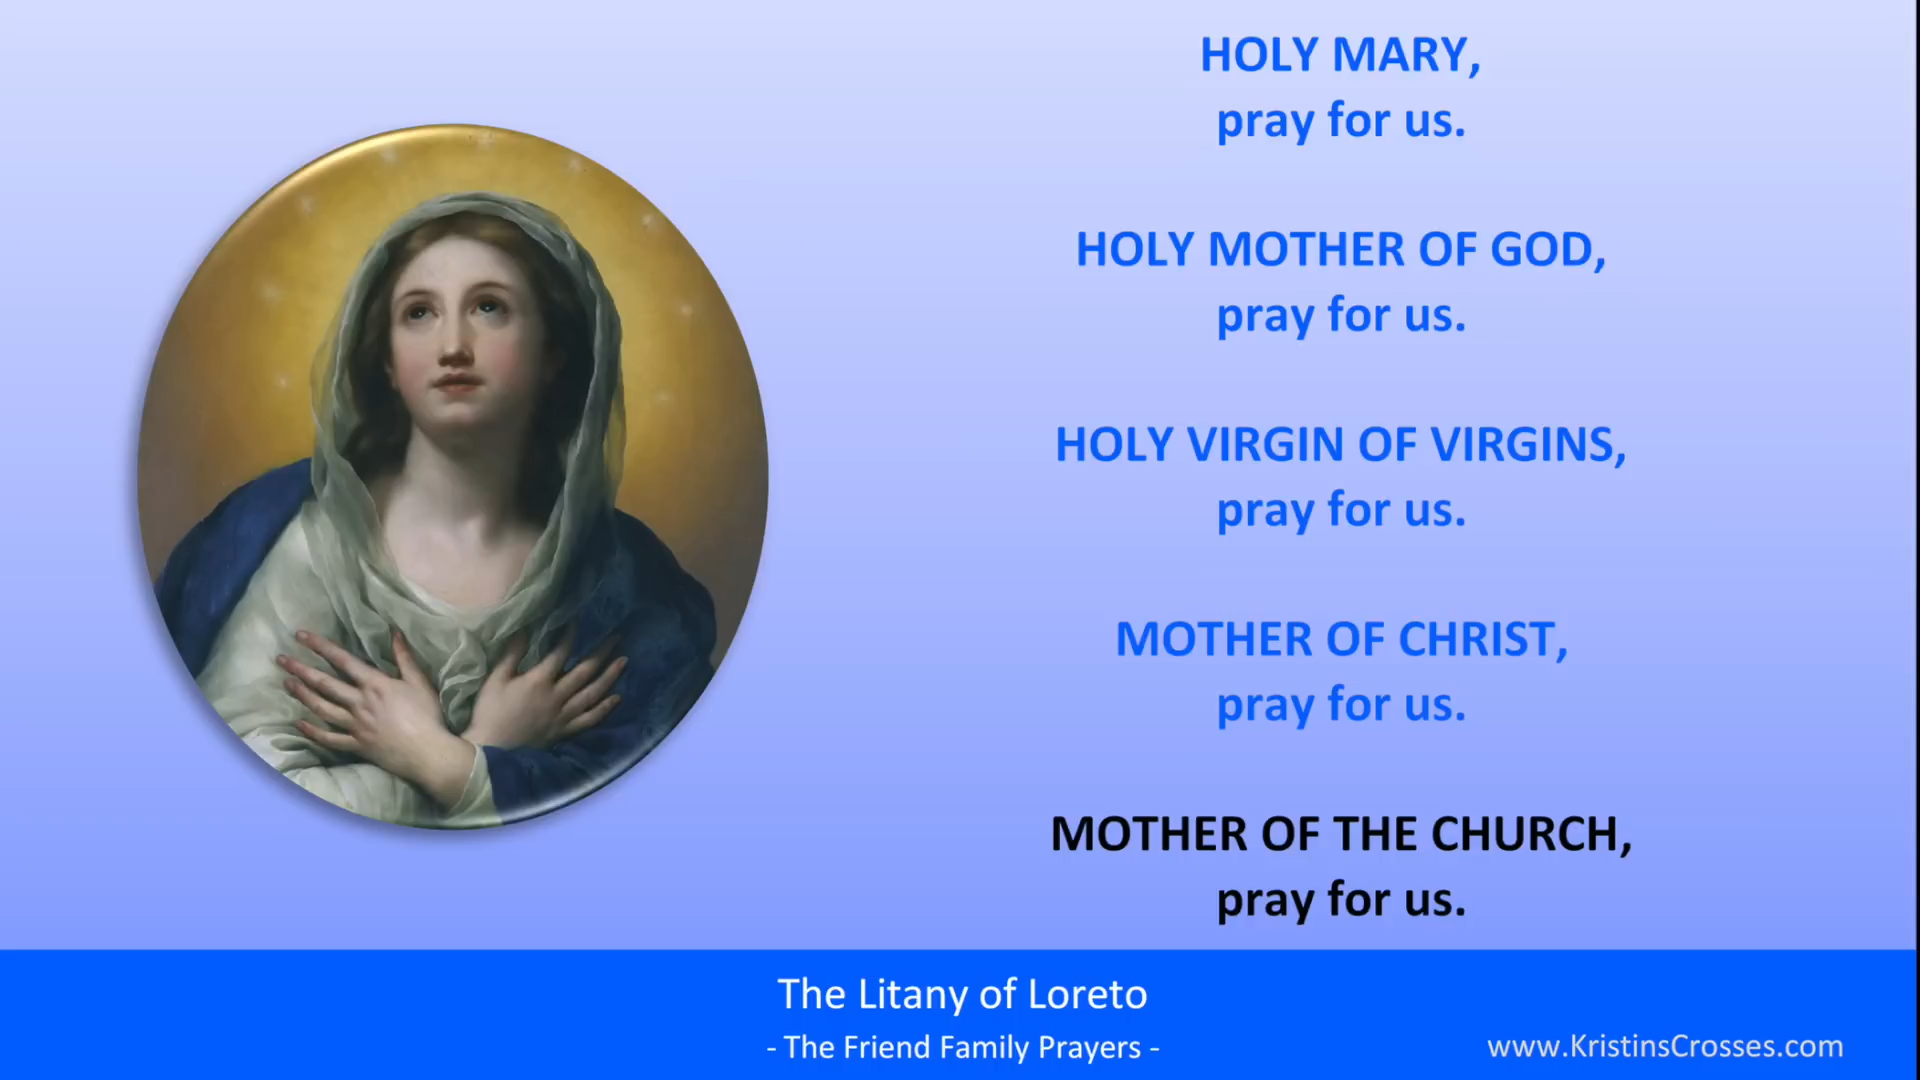 HOLY MARY,
pray for us.
HOLY MOTHER OF GOD,
pray for us.
HOLY VIRGIN OF VIRGINS,
pray for us.
MOTHER OF CHRIST,
pray for us.
MOTHER OF THE CHURCH,
pray for us.
The Litany of Loreto
- The Friend Family Prayers -
www.KristinsCrosses.com